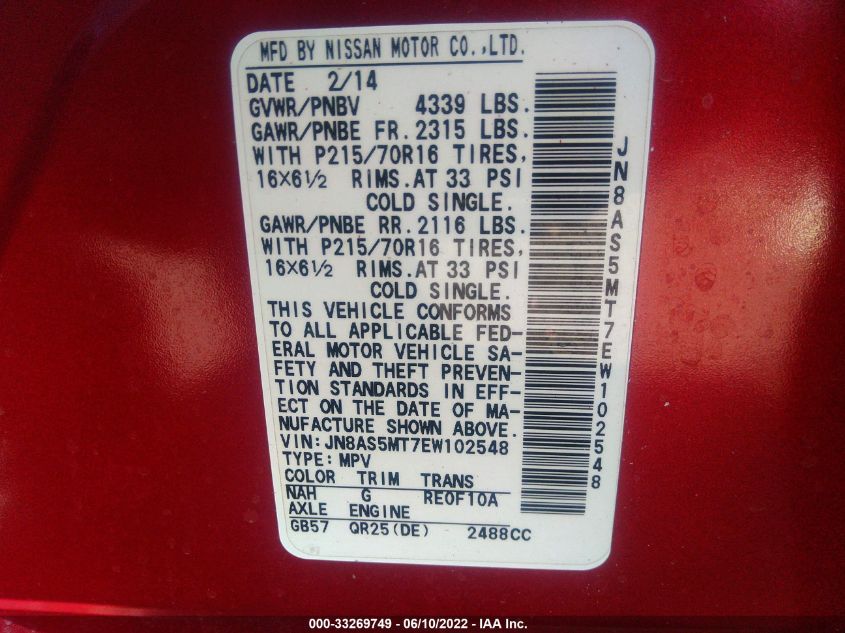 MFD BY NISSAN MOTOR CO.,LTD.
DATE 2/14
GVWR/PNBV 4339 LBS.
GAWR/PNBE FR. 2315 LBS.
WITH P215/70R16 TIRES,
16X6½ RIMS. AT 33 PSI
COLD SINGLE.
GAWR/PNBE RR. 2116 LBS.
WITH P215/70R16 TIRES,
16X6½ RIMS. AT 33 PSI
COLD SINGLE.
THIS VEHICLE CONFORMS
TO ALL APPLICABLE FED-
ERAL MOTOR VEHICLE SA-
FETY AND THEFT PREVEN-
TION STANDARDS IN EFF-
ECT ON THE DATE OF MA-
NUFACTURE SHOWN ABOVE.
VIN: JN8AS5MT7EW102548
TYPE: MPV
COLOR TRIM TRANS
NAH G RE0F10A
AXLE ENGINE
GB57 QR25(DE) 2488CC
JN8AS5MT7EW102548
000-33269749 - 06/10/2022 - IAA Inc.